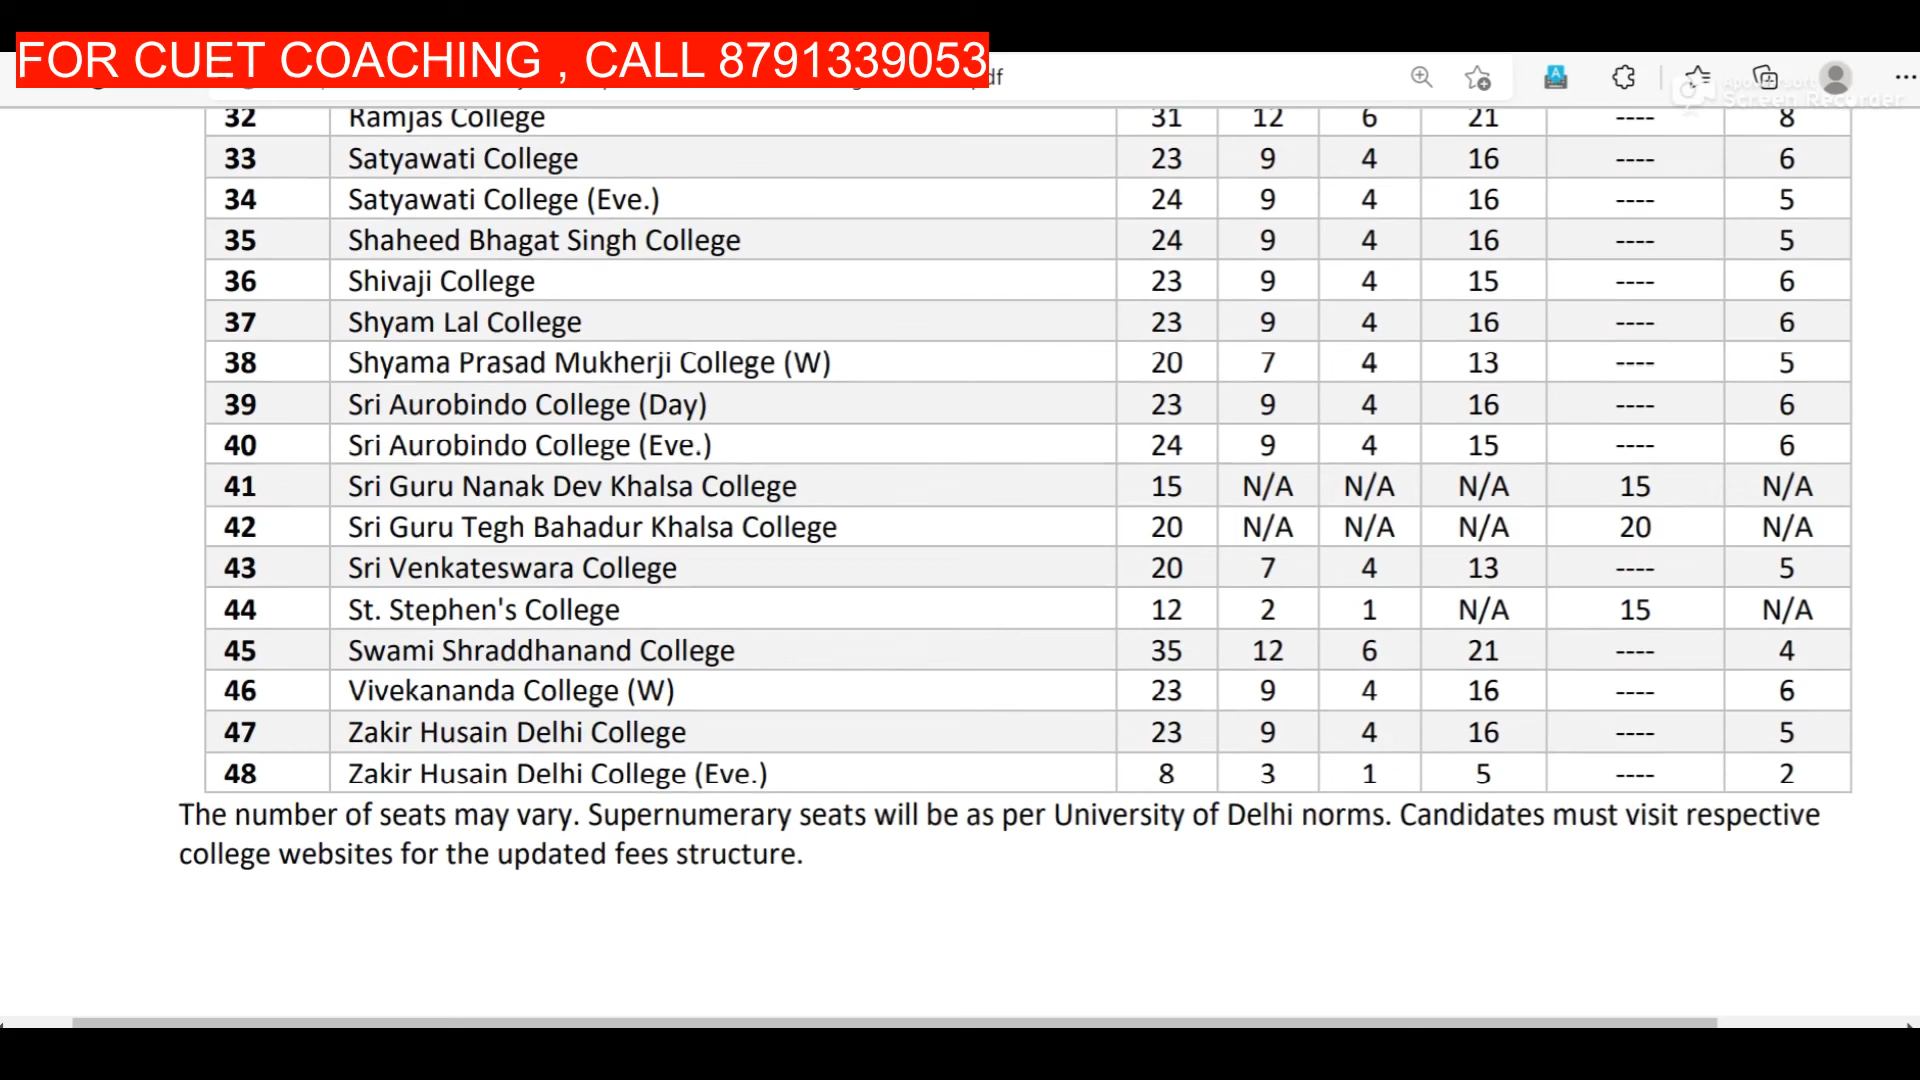 FOR CUET COACHING , CALL 8791339053
df
Apowersoft
Screen Recorder
32 Ramjas College 31 12 6 21 ---- 8
33 Satyawati College 23 9 4 16 ---- 6
34 Satyawati College (Eve.) 24 9 4 16 ---- 5
35 Shaheed Bhagat Singh College 24 9 4 16 ---- 5
36 Shivaji College 23 9 4 15 ---- 6
37 Shyam Lal College 23 9 4 16 ---- 6
38 Shyama Prasad Mukherji College (W) 20 7 4 13 ---- 5
39 Sri Aurobindo College (Day) 23 9 4 16 ---- 6
40 Sri Aurobindo College (Eve.) 24 9 4 15 ---- 6
41 Sri Guru Nanak Dev Khalsa College 15 N/A N/A N/A 15 N/A
42 Sri Guru Tegh Bahadur Khalsa College 20 N/A N/A N/A 20 N/A
43 Sri Venkateswara College 20 7 4 13 ---- 5
44 St. Stephen's College 12 2 1 N/A 15 N/A
45 Swami Shraddhanand College 35 12 6 21 ---- 4
46 Vivekananda College (W) 23 9 4 16 ---- 6
47 Zakir Husain Delhi College 23 9 4 16 ---- 5
48 Zakir Husain Delhi College (Eve.) 8 3 1 5 ---- 2
The number of seats may vary. Supernumerary seats will be as per University of Delhi norms. Candidates must visit respective
college websites for the updated fees structure.